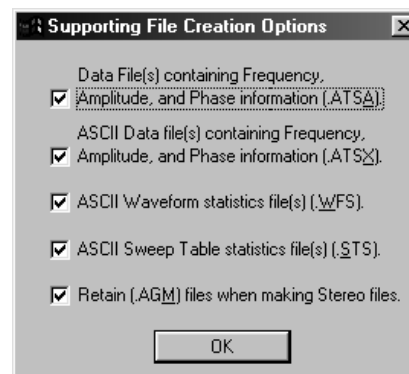 Supporting File Creation Options
Data File(s) containing Frequency,
Amplitude, and Phase information (.ATSA).
ASCII Data file(s) containing Frequency,
Amplitude, and Phase information (.ATSX).
ASCII Waveform statistics file(s) (.WFS).
ASCII Sweep Table statistics file(s) (.STS).
Retain (.AGM) files when making Stereo files.
OK